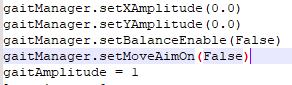 gaitManager.setXAmplitude(0.0)
gaitManager.setYAmplitude(0.0)
gaitManager.setBalanceEnable(False)
gaitManager.setMoveAimOn(False)
gaitAmplitude = 1